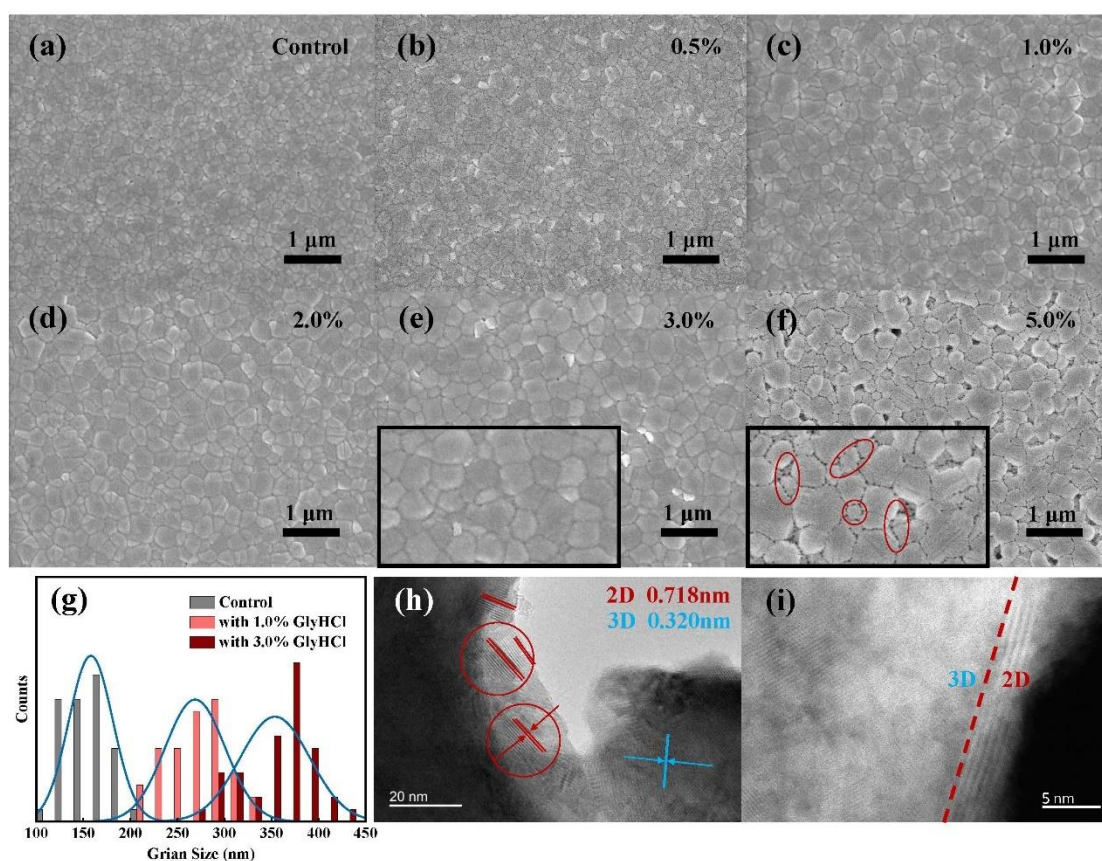 (a) Control
(b) 0.5%
(c) 1.0%
1 μm
1 μm
1 μm
(d) 2.0%
(e) 3.0%
(f) 5.0%
1 μm
1 μm
1 μm
(g)
Control
with 1.0% GlyHCl
with 3.0% GlyHCl
Counts
100 150 200 250 300 350 400 450
Grian Size (nm)
(h)
2D 0.718nm
3D 0.320nm
20 nm
(i)
3D 2D
5 nm